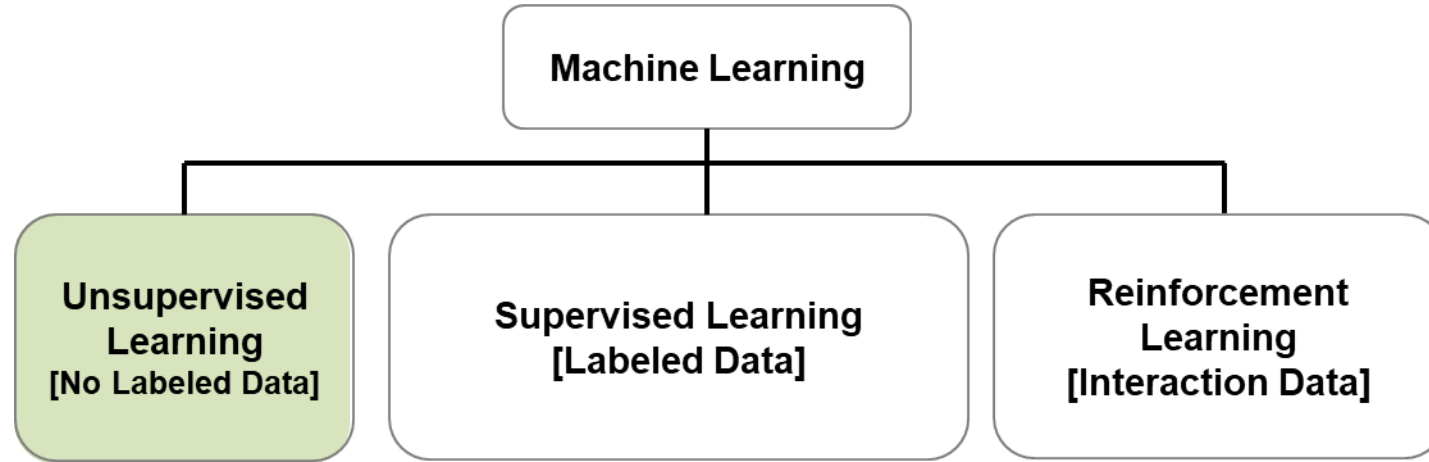 Machine Learning
Unsupervised
Learning
[No Labeled Data]
Supervised Learning
[Labeled Data]
Reinforcement
Learning
[Interaction Data]